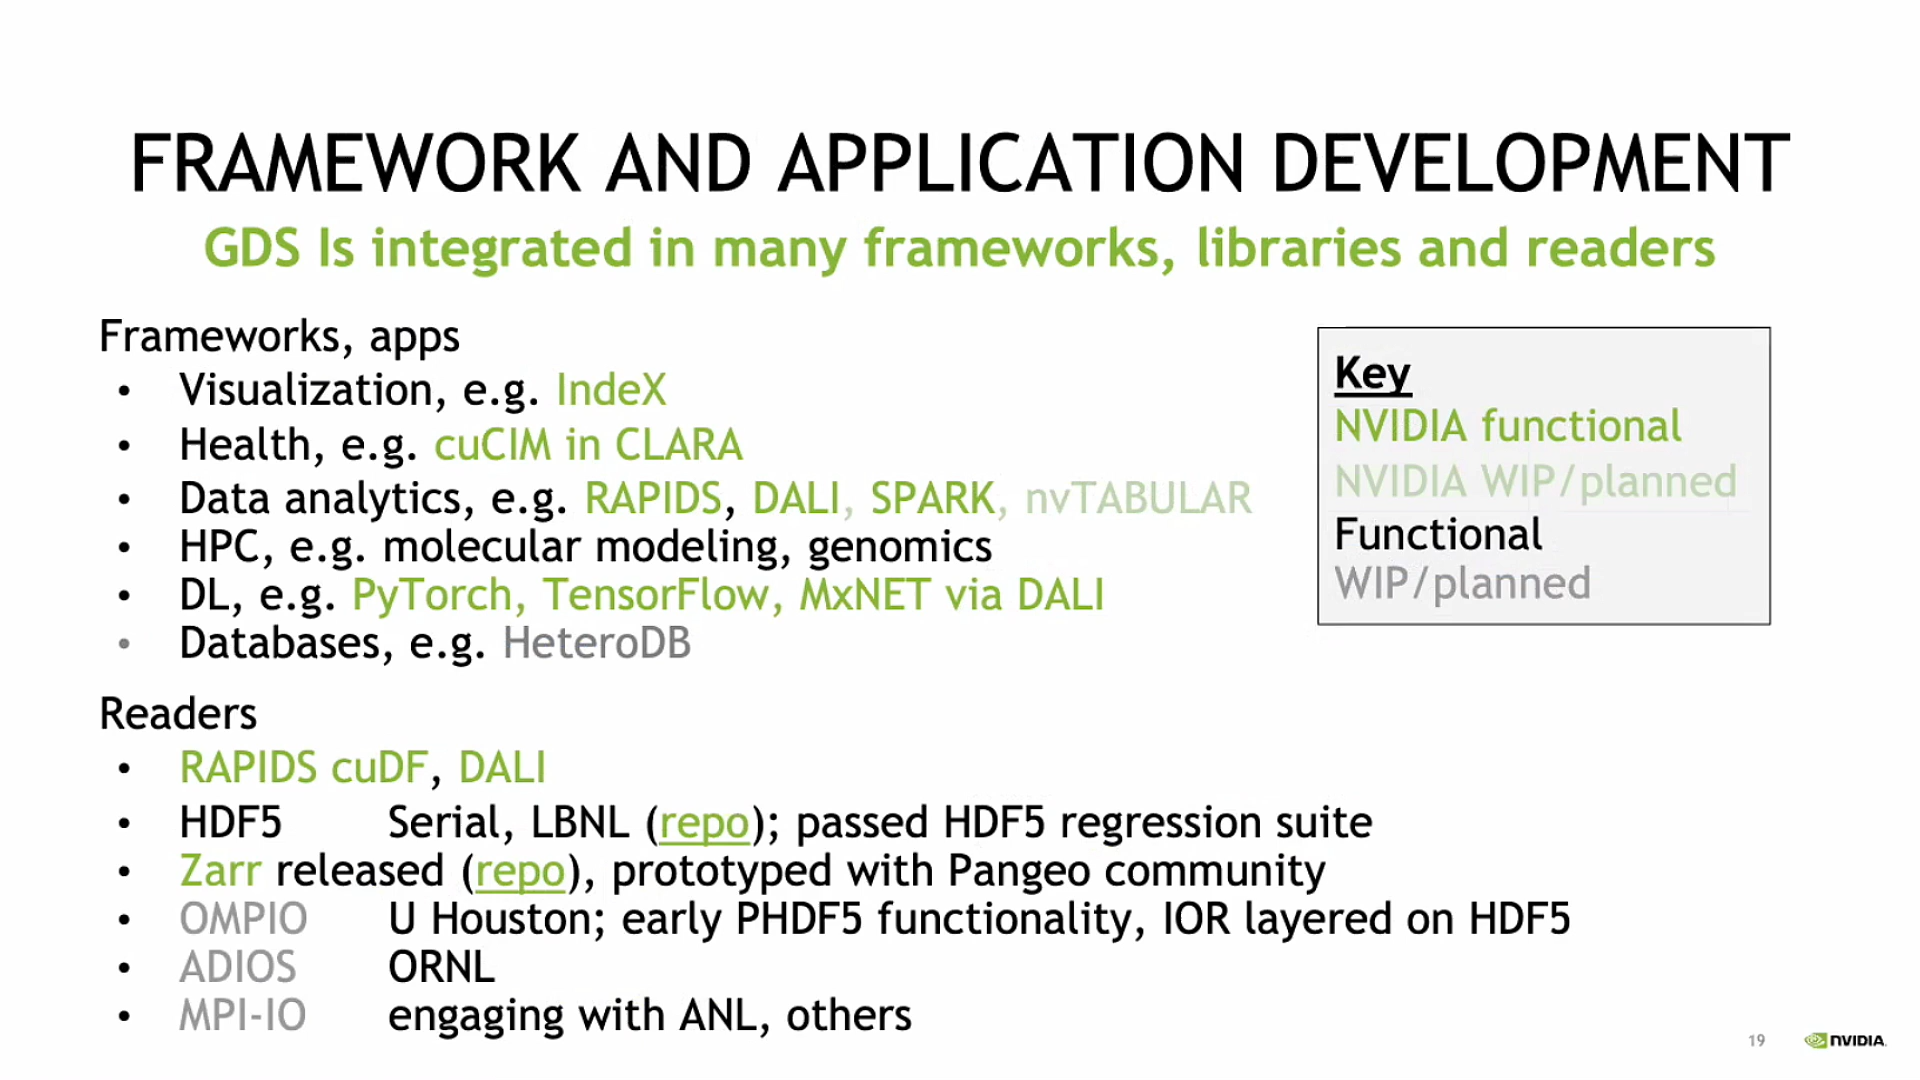 FRAMEWORK AND APPLICATION DEVELOPMENT
GDS Is integrated in many frameworks, libraries and readers
Frameworks, apps
• Visualization, e.g. IndeX
• Health, e.g. cuCIM in CLARA
• Data analytics, e.g. RAPIDS, DALI, SPARK, nvTABULAR
• HPC, e.g. molecular modeling, genomics
• DL, e.g. PyTorch, TensorFlow, MxNET via DALI
• Databases, e.g. HeteroDB
Key
NVIDIA functional
NVIDIA WIP/planned
Functional
WIP/planned
Readers
• RAPIDS cuDF, DALI
• HDF5 Serial, LBNL (repo); passed HDF5 regression suite
• Zarr released (repo), prototyped with Pangeo community
• OMPIO U Houston; early PHDF5 functionality, IOR layered on HDF5
• ADIOS ORNL
• MPI-IO engaging with ANL, others
19 NVIDIA.